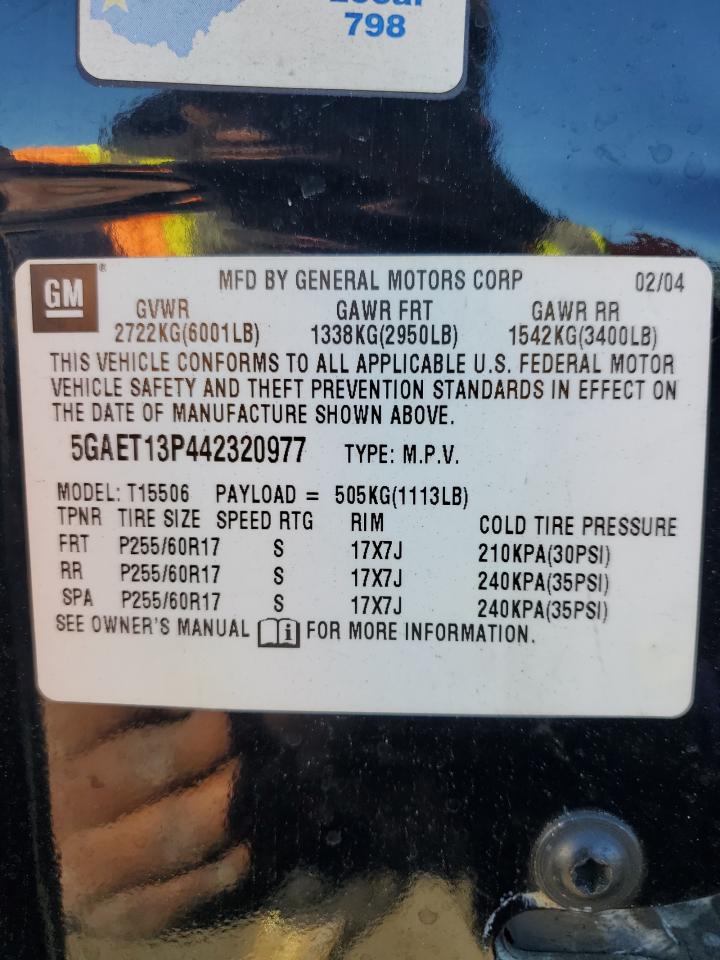 798
GM
MFD BY GENERAL MOTORS CORP 02/04
GVWR GAWR FRT GAWR RR
2722KG(6001LB) 1338KG(2950LB) 1542KG(3400LB)
THIS VEHICLE CONFORMS TO ALL APPLICABLE U.S. FEDERAL MOTOR
VEHICLE SAFETY AND THEFT PREVENTION STANDARDS IN EFFECT ON
THE DATE OF MANUFACTURE SHOWN ABOVE.
5GAET13P442320977 TYPE: M.P.V.
MODEL: T15506 PAYLOAD = 505KG(1113LB)
TPNR TIRE SIZE SPEED RTG RIM COLD TIRE PRESSURE
FRT P255/60R17 S 17X7J 210KPA(30PSI)
RR P255/60R17 S 17X7J 240KPA(35PSI)
SPA P255/60R17 S 17X7J 240KPA(35PSI)
SEE OWNER'S MANUAL FOR MORE INFORMATION.